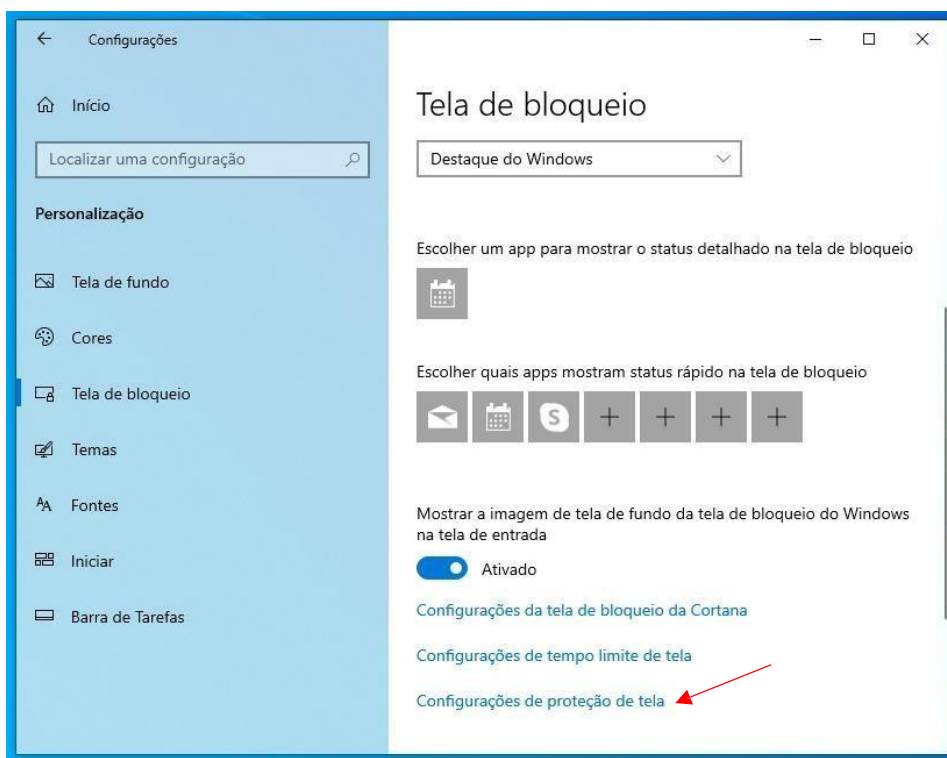 Configurações
Início
Localizar uma configuração
Personalização
Tela de fundo
Cores
Tela de bloqueio
Temas
Fontes
Iniciar
Barra de Tarefas
Tela de bloqueio
Destaque do Windows
Escolher um app para mostrar o status detalhado na tela de bloqueio
Escolher quais apps mostram status rápido na tela de bloqueio
Mostrar a imagem de tela de fundo da tela de bloqueio do Windows
na tela de entrada
Ativado
Configurações da tela de bloqueio da Cortana
Configurações de tempo limite de tela
Configurações de proteção de tela